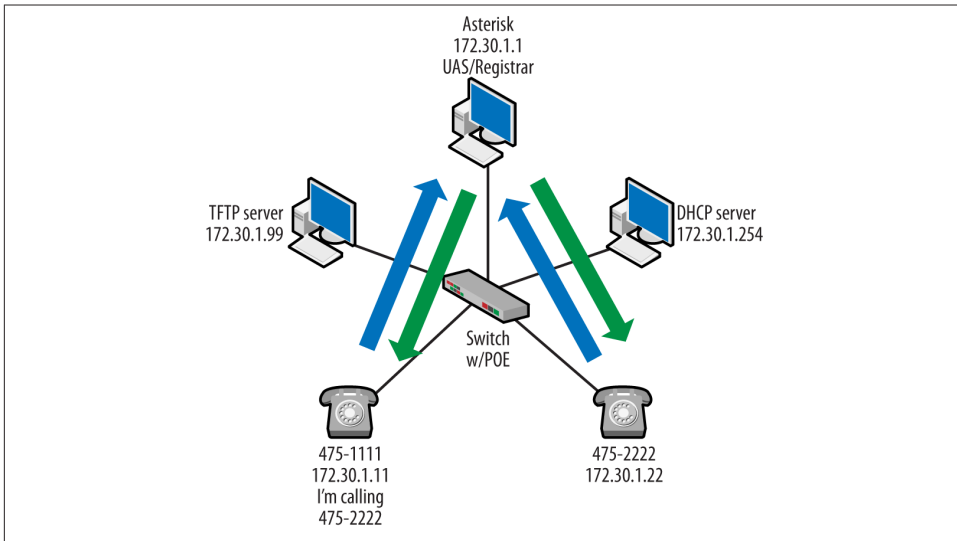 Asterisk
172.30.1.1
UAS/Registrar
TFTP server
172.30.1.99
DHCP server
172.30.1.254
Switch
w/POE
475-1111
172.30.1.11
I'm calling
475-2222
475-2222
172.30.1.22